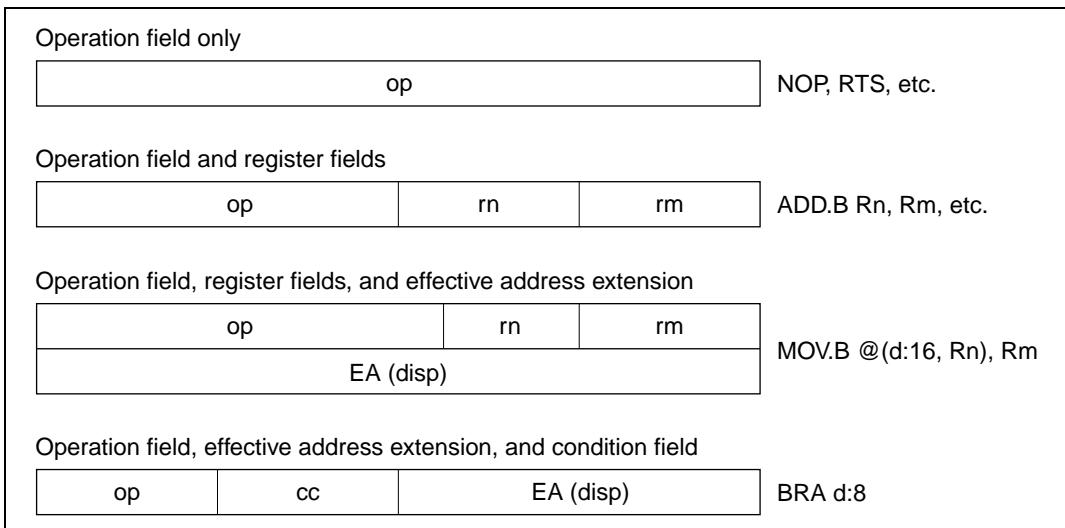 Operation field only
op NOP, RTS, etc.
Operation field and register fields
op rn rm ADD.B Rn, Rm, etc.
Operation field, register fields, and effective address extension
op rn rm
MOV.B @(d:16, Rn), Rm
EA (disp)
Operation field, effective address extension, and condition field
op cc EA (disp) BRA d:8